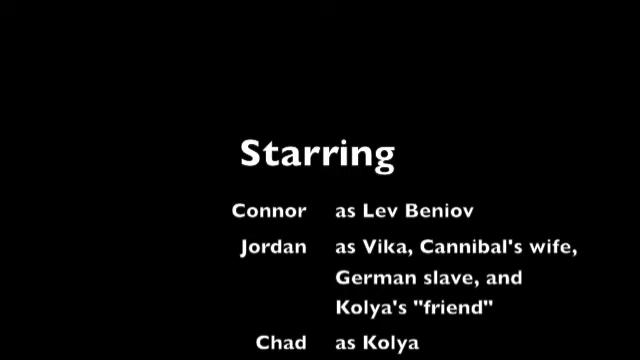 Starring
Connor as Lev Beniov
Jordan as Vika, Cannibal's wife,
German slave, and
Kolya's "friend"
Chad as Kolya